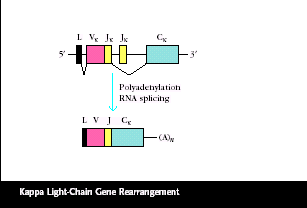 L Vκ Jκ Jκ Cκ
5′ 3′
Polyadenylation
RNA splicing
L V J Cκ
(A)n
Kappa Light-Chain Gene Rearrangement